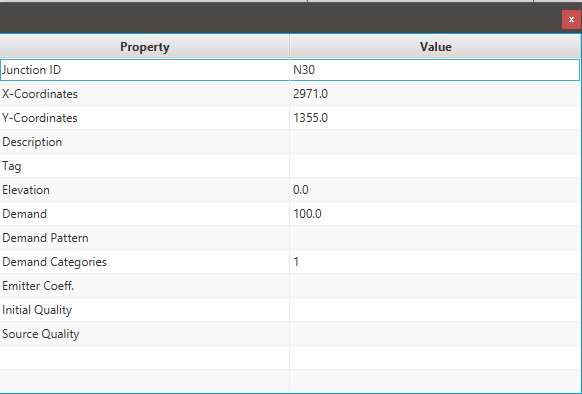 x
Property Value
Junction ID N30
X-Coordinates 2971.0
Y-Coordinates 1355.0
Description
Tag
Elevation 0.0
Demand 100.0
Demand Pattern
Demand Categories 1
Emitter Coeff.
Initial Quality
Source Quality